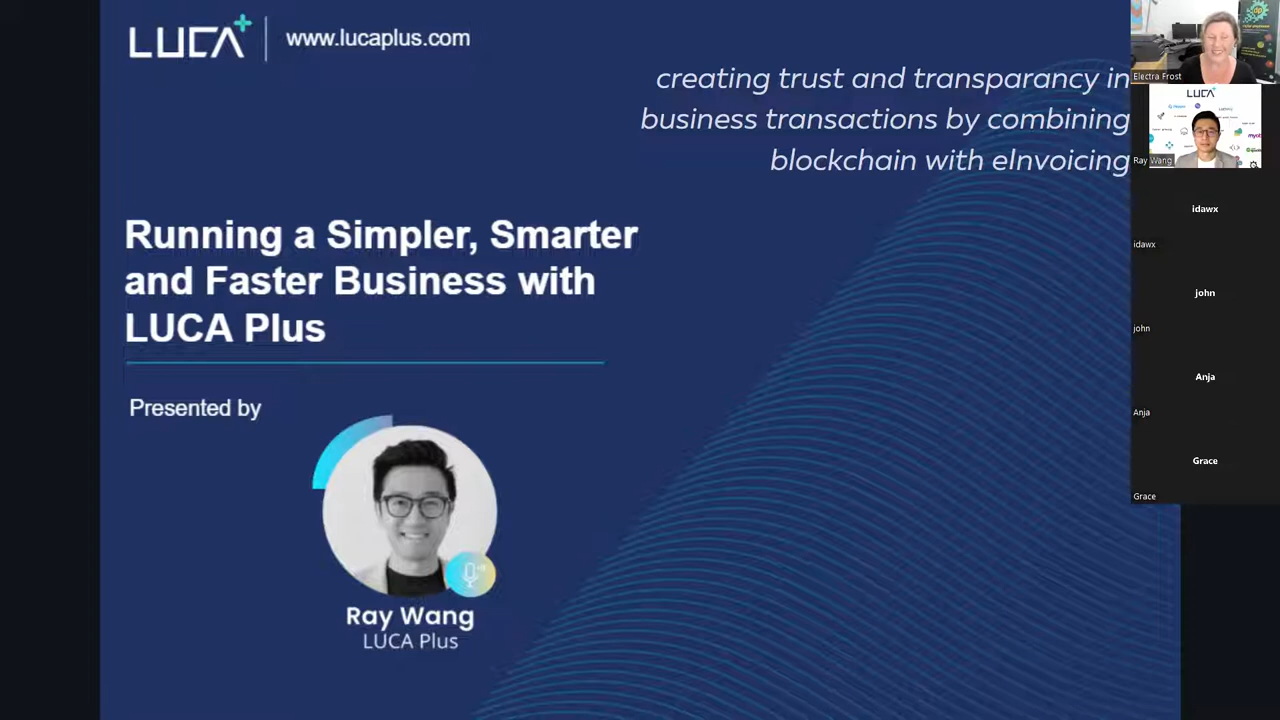 LUCA+
www.lucaplus.com
creating trust and transparancy in
business transactions by combining
blockchain with eInvoicing
Running a Simpler, Smarter
and Faster Business with
LUCA Plus
Presented by
Ray Wang
LUCA Plus
Electra Frost
LUCA+
Ray Wang
idawx
idawx
john
john
Anja
Anja
Grace
Grace